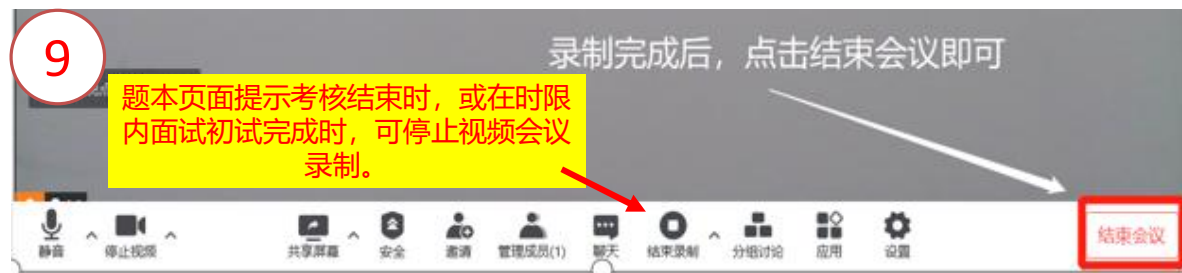 9
录制完成后，点击结束会议即可
题本页面提示考核结束时，或在时限
内面试初试完成时，可停止视频会议
录制。
静音 停止视频 共享屏幕 安全 邀请 管理成员(1) 聊天 结束录制 分组讨论 应用 设置 结束会议